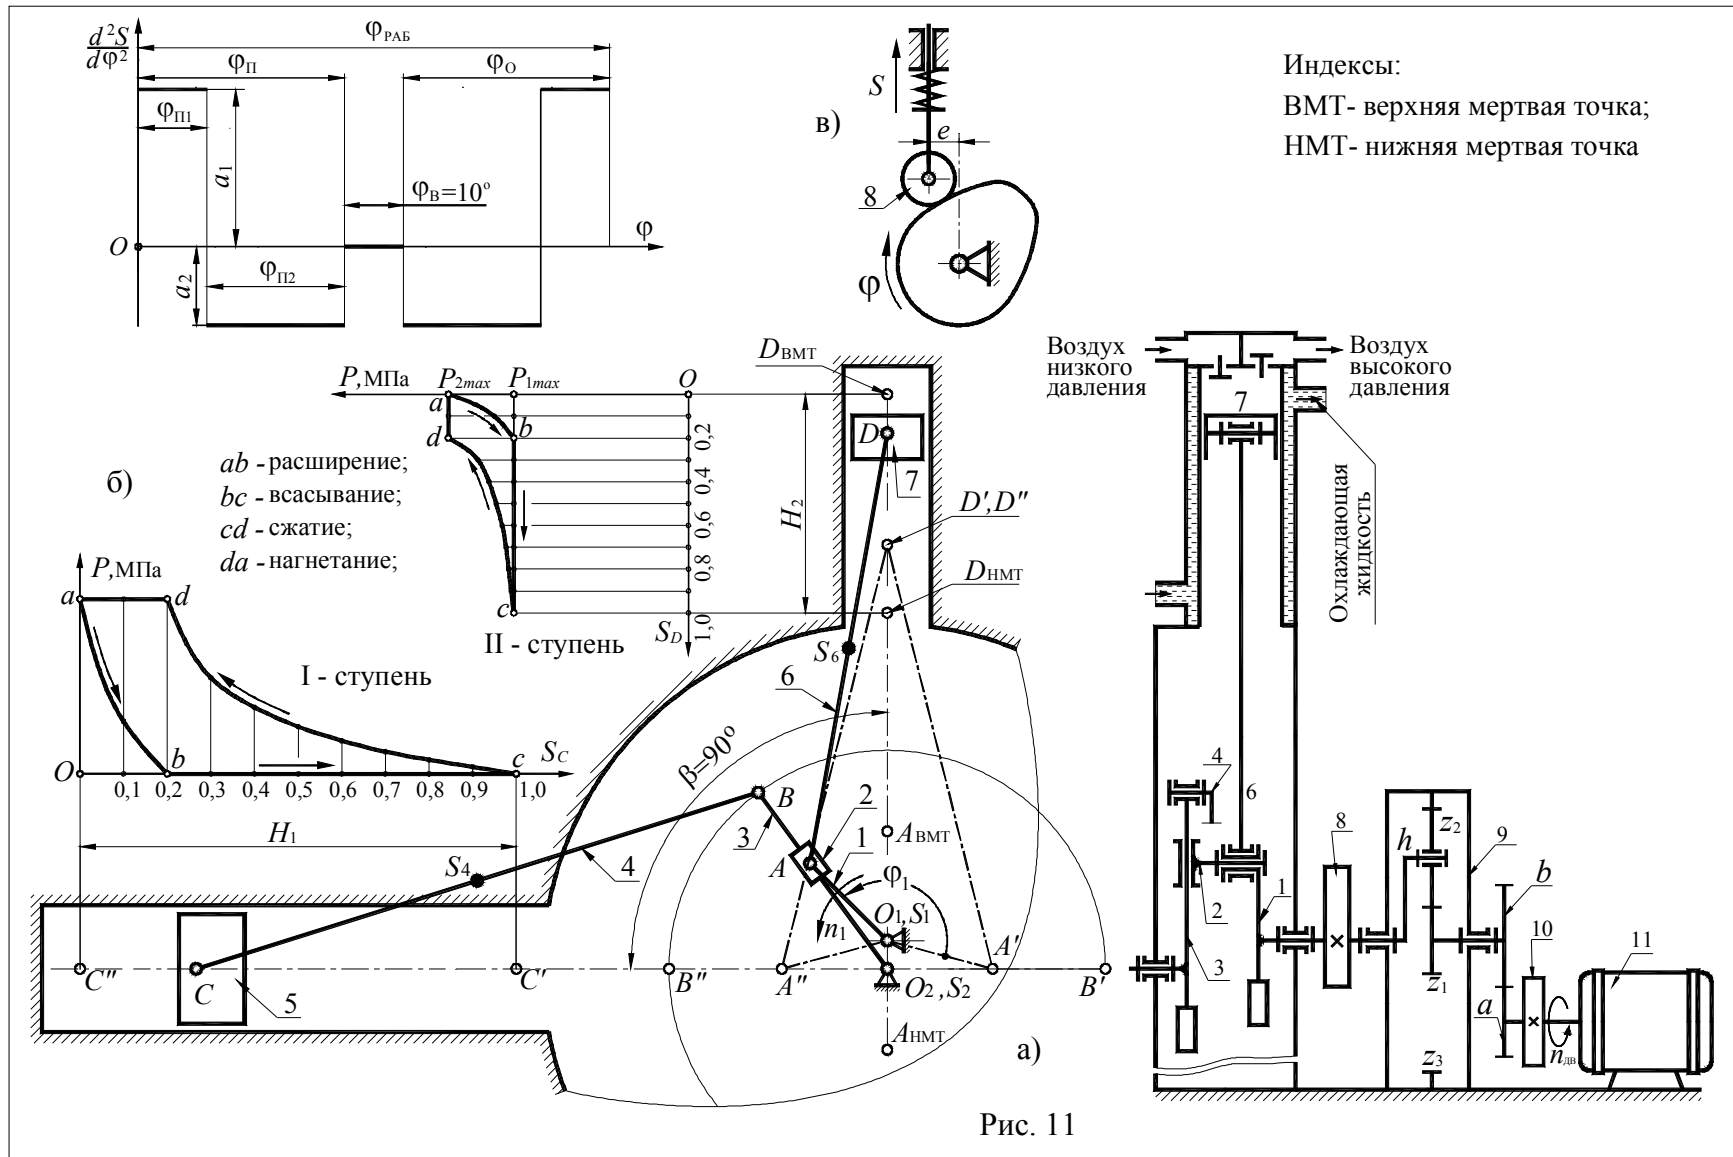 d²S
dφ²
φРАБ
φП
φО
φП1
a1
φВ=10°
O
φ
a2
φП2
в)
S
e
8
φ
Индексы:
ВМТ- верхняя мертвая точка;
НМТ- нижняя мертвая точка
б)
P,МПа
P2max
P1max
O
a
b
d
c
0,2
0,4
0,6
0,8
1,0
SD
II - ступень
ab - расширение;
bc - всасывание;
cd - сжатие;
da - нагнетание;
P,МПа
a
d
I - ступень
O
b
c
SC
0,1
0,2
0,3
0,4
0,5
0,6
0,7
0,8
0,9
1,0
H1
DВМТ
D
7
H2
D',D''
DНМТ
S6
6
β=90°
B
2
3
1
AВМТ
A
φ1
4
S4
n1
O1,S1
A'
C''
C
5
C'
B''
A''
O2,S2
B'
AНМТ
а)
Воздух
низкого
давления
Воздух
высокого
давления
7
Охлаждающая
жидкость
4
6
8
h
z2
9
b
2
1
10
11
3
z1
a
nдв
z3
Рис. 11